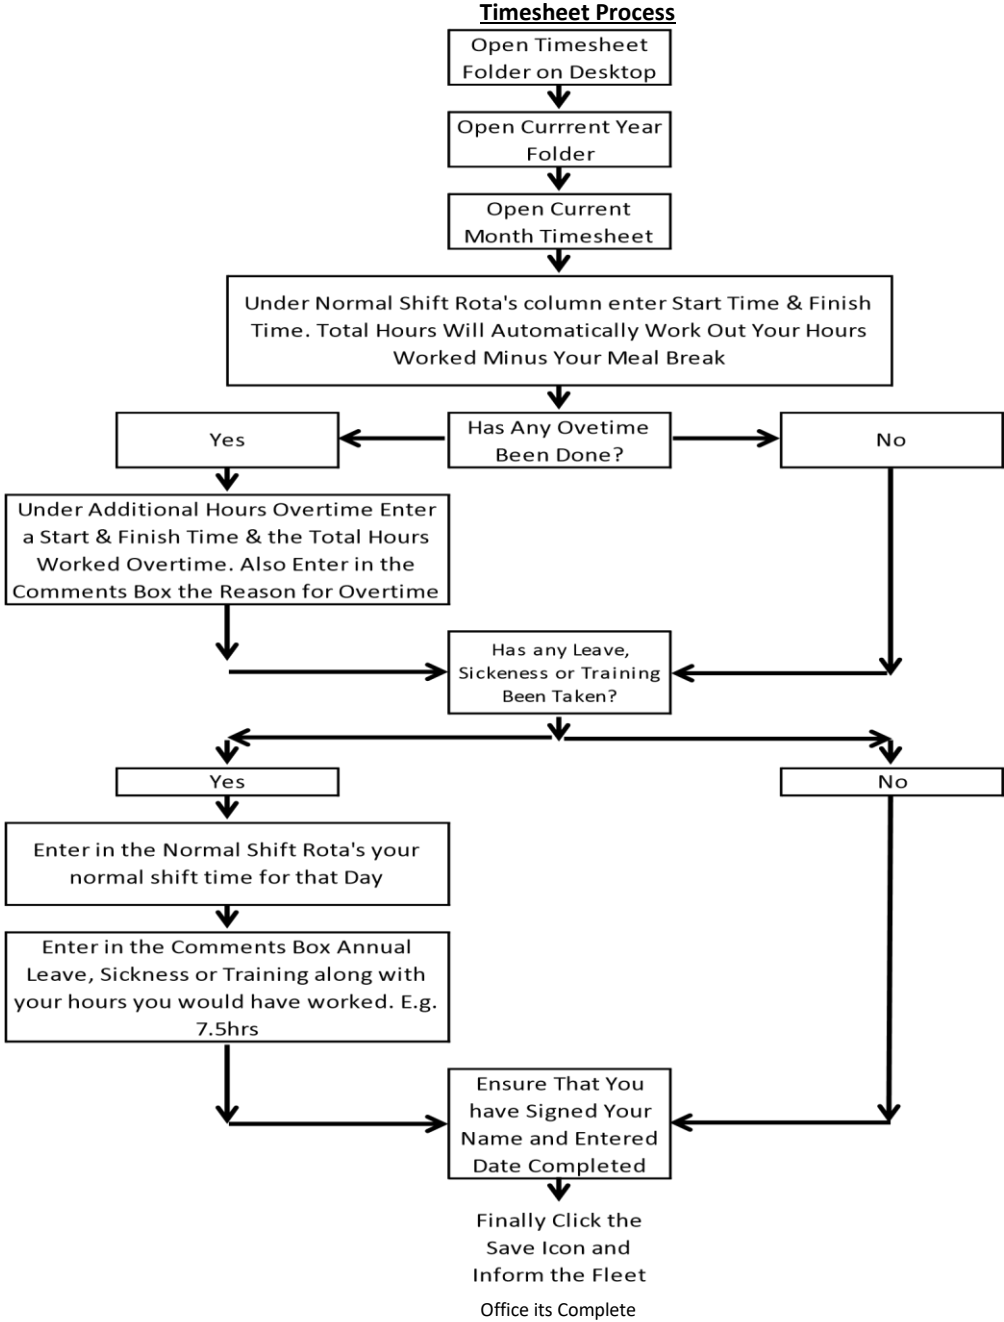 Timesheet Process
Open Timesheet
Folder on Desktop
Open Currrent Year
Folder
Open Current
Month Timesheet
Under Normal Shift Rota's column enter Start Time & Finish
Time. Total Hours Will Automatically Work Out Your Hours
Worked Minus Your Meal Break
Yes
Has Any Ovetime
Been Done?
No
Under Additional Hours Overtime Enter
a Start & Finish Time & the Total Hours
Worked Overtime. Also Enter in the
Comments Box the Reason for Overtime
Has any Leave,
Sickeness or Training
Been Taken?
Yes
No
Enter in the Normal Shift Rota's your
normal shift time for that Day
Enter in the Comments Box Annual
Leave, Sickness or Training along with
your hours you would have worked. E.g.
7.5hrs
Ensure That You
have Signed Your
Name and Entered
Date Completed
Finally Click the
Save Icon and
Inform the Fleet
Office its Complete